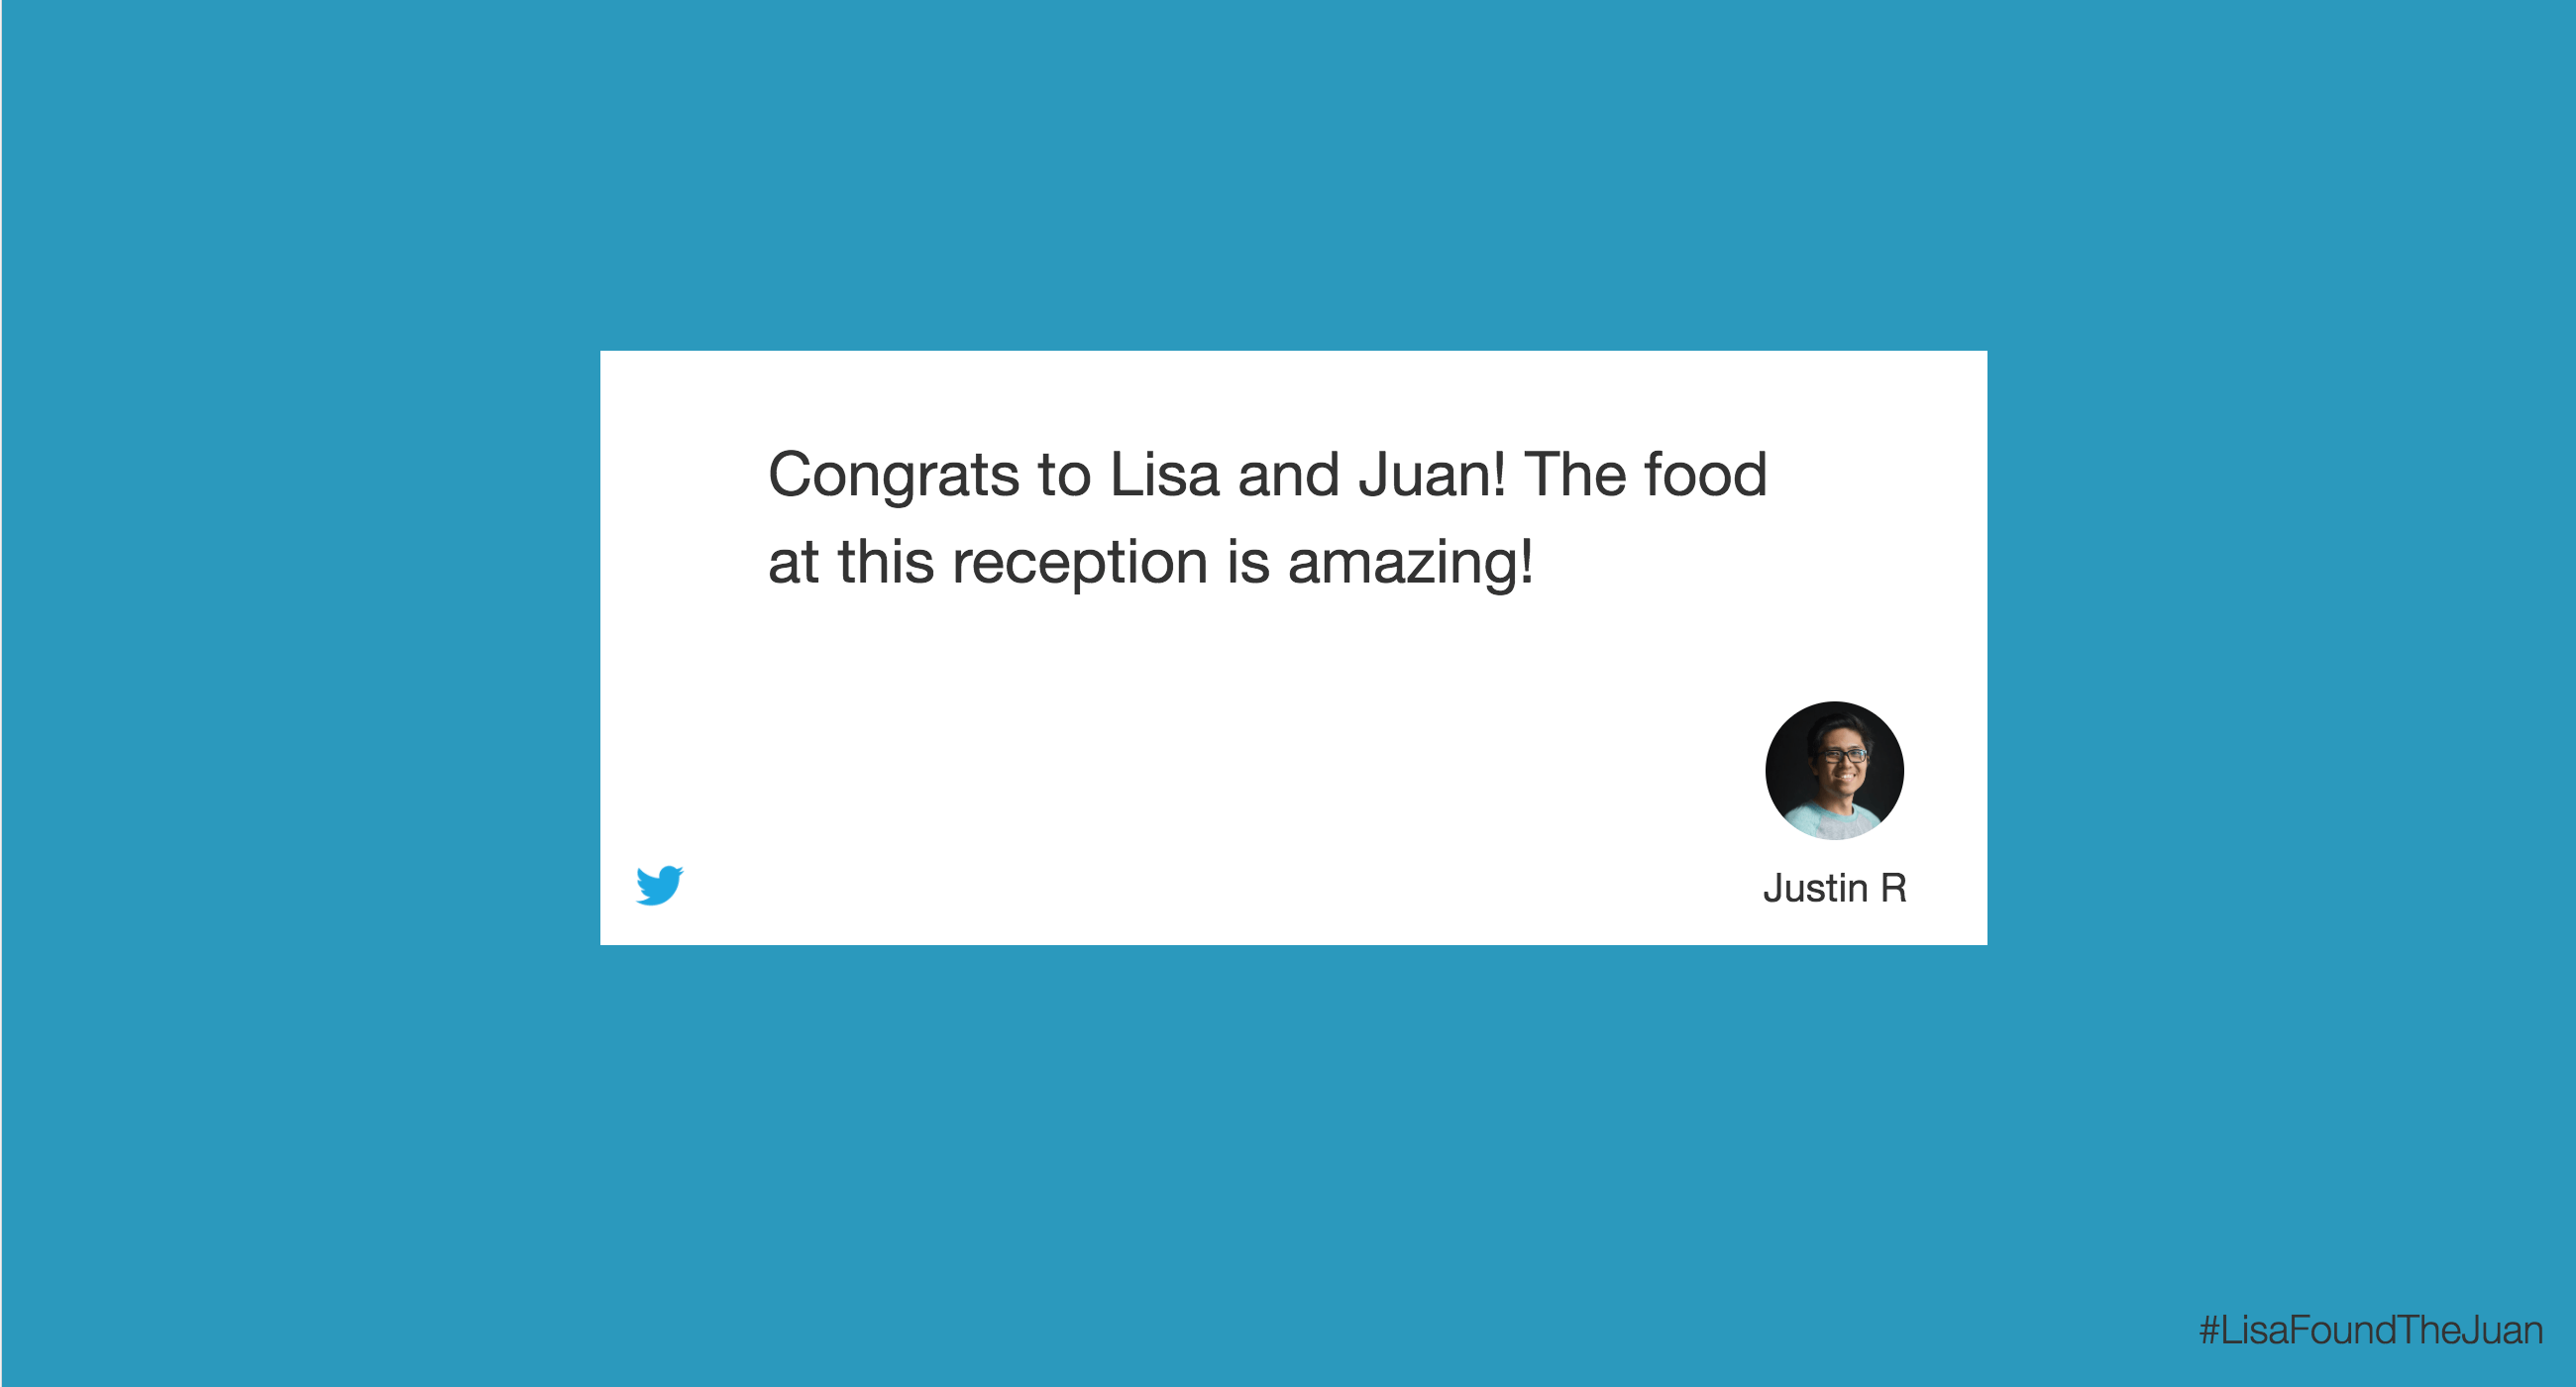 Congrats to Lisa and Juan! The food
at this reception is amazing!
Justin R
#LisaFoundTheJuan